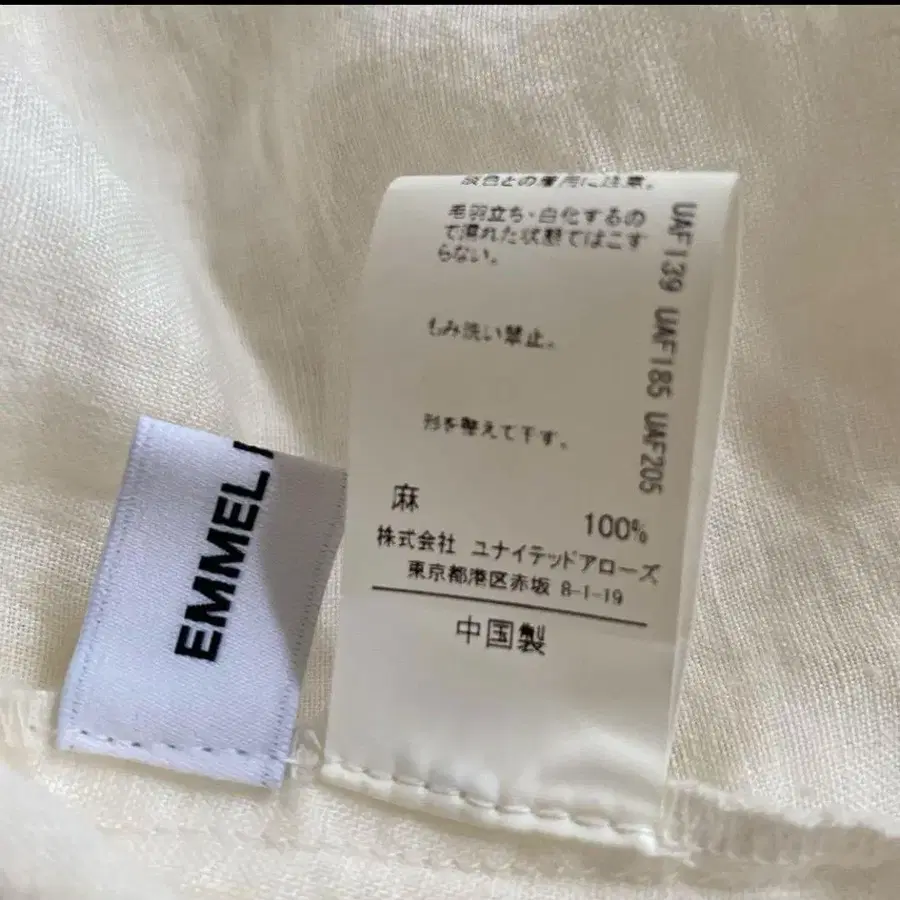 淡色との着用に注意。
毛羽立ち・白化するの
で濡れた状態ではこす
らない。
もみ洗い禁止。
形を整えて干す。
麻 100%
株式会社 ユナイテッドアローズ
東京都港区赤坂 8-1-19
中国製
UAF139 UAF185 UAF205
EMMEL